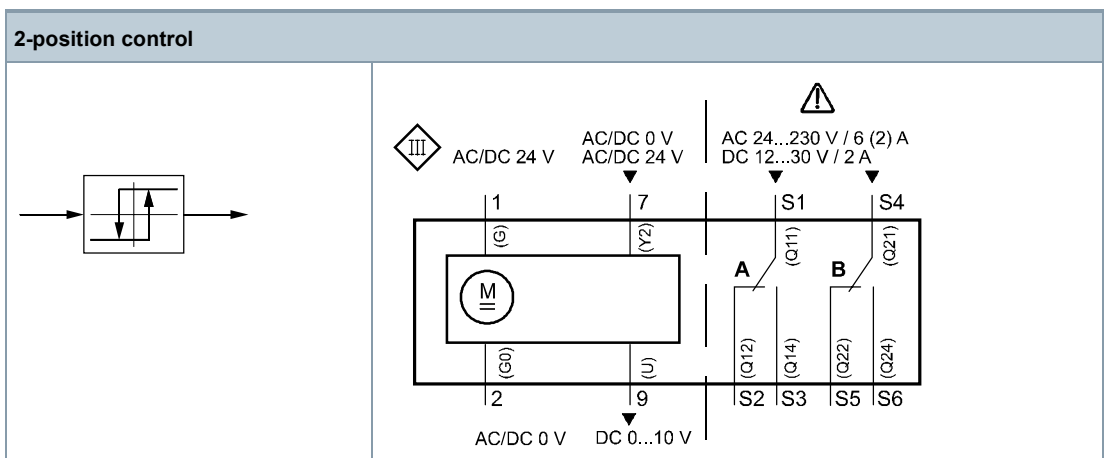 2-position control
III
AC/DC 24 V
AC/DC 0 V
AC/DC 24 V
AC 24...230 V / 6 (2) A
DC 12...30 V / 2 A
1
7
S1
S4
(G)
(Y2)
(Q11)
(Q21)
A
B
M
(G0)
(U)
(Q12)
(Q14)
(Q22)
(Q24)
2
9
S2
S3
S5
S6
AC/DC 0 V
DC 0...10 V